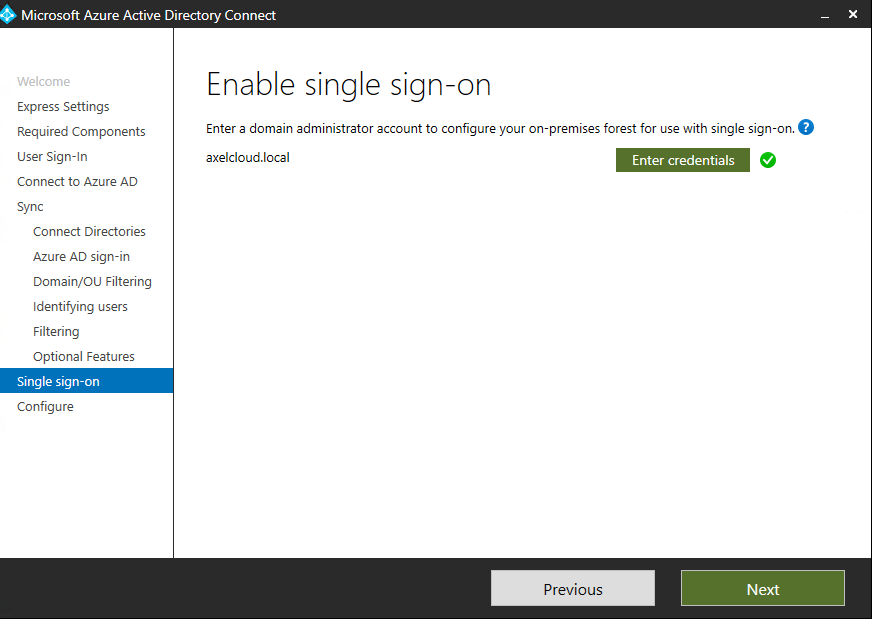 Microsoft Azure Active Directory Connect
Welcome
Express Settings
Required Components
User Sign-In
Connect to Azure AD
Sync
Connect Directories
Azure AD sign-in
Domain/OU Filtering
Identifying users
Filtering
Optional Features
Single sign-on
Configure
Enable single sign-on
Enter a domain administrator account to configure your on-premises forest for use with single sign-on. ?
axelcloud.local
Enter credentials
Previous
Next